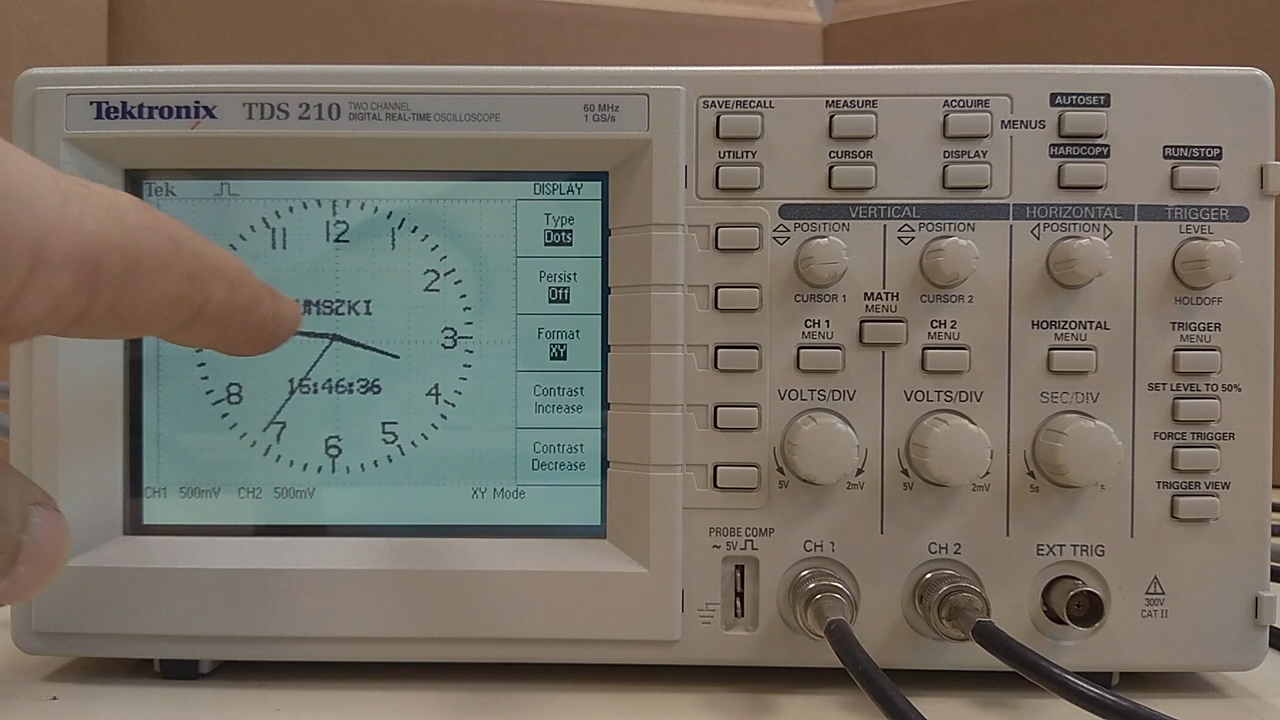 Tektronix TDS 210 TWO CHANNEL
DIGITAL REAL-TIME OSCILLOSCOPE
60 MHz
1 GS/s
Tek
DISPLAY
Type
Dots
Persist
Off
Format
XY
Contrast
Increase
Contrast
Decrease
11 12 1
2
3
4
5
6
7
8
15:46:36
CH1 500mV CH2 500mV XY Mode
SAVE/RECALL MEASURE ACQUIRE
MENUS
AUTOSET
UTILITY CURSOR DISPLAY
HARDCOPY
RUN/STOP
VERTICAL HORIZONTAL TRIGGER
POSITION POSITION POSITION LEVEL
CURSOR 1 CURSOR 2 HOLDOFF
MATH
MENU
CH 1
MENU
CH 2
MENU
HORIZONTAL
MENU
TRIGGER
MENU
VOLTS/DIV VOLTS/DIV SEC/DIV
SET LEVEL TO 50%
FORCE TRIGGER
TRIGGER VIEW
5V 2mV 5V 2mV 5s
PROBE COMP
~ 5V
CH 1 CH 2 EXT TRIG
300V
CAT II